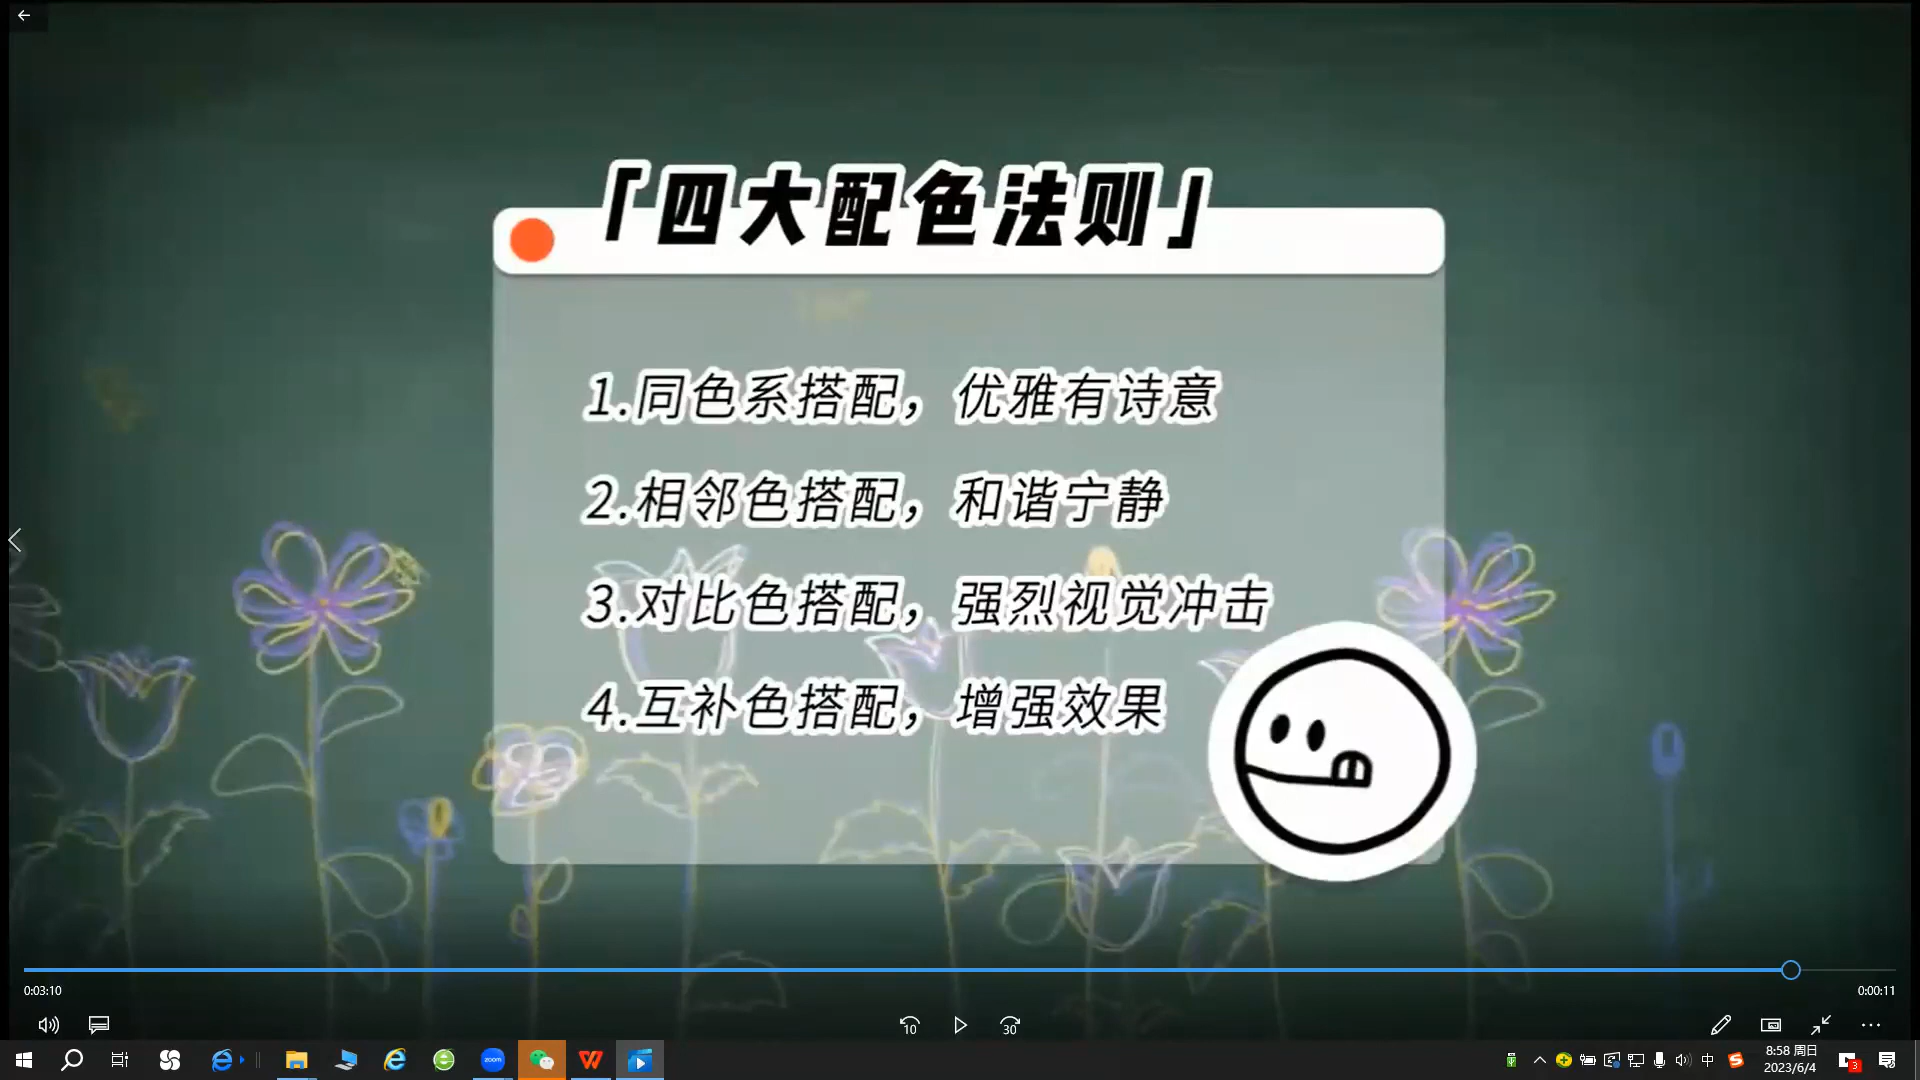 「四大配色法则」
1.同色系搭配，优雅有诗意
2.相邻色搭配，和谐宁静
3.对比色搭配，强烈视觉冲击
4.互补色搭配，增强效果
0:03:10
0:00:11
10
30
zoom
中
8:58 周日
2023/6/4
3